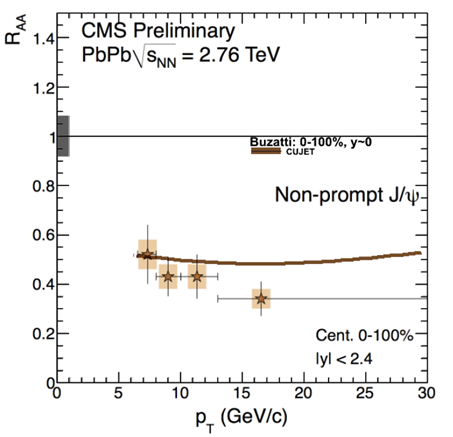 R_AA
CMS Preliminary
PbPb √s_NN = 2.76 TeV
1.4
1.2
1
0.8
0.6
0.4
0.2
0
Buzatti: 0-100%, y~0
CUJET
Non-prompt J/ψ
Cent. 0-100%
|y| < 2.4
0 5 10 15 20 25 30
p_T (GeV/c)